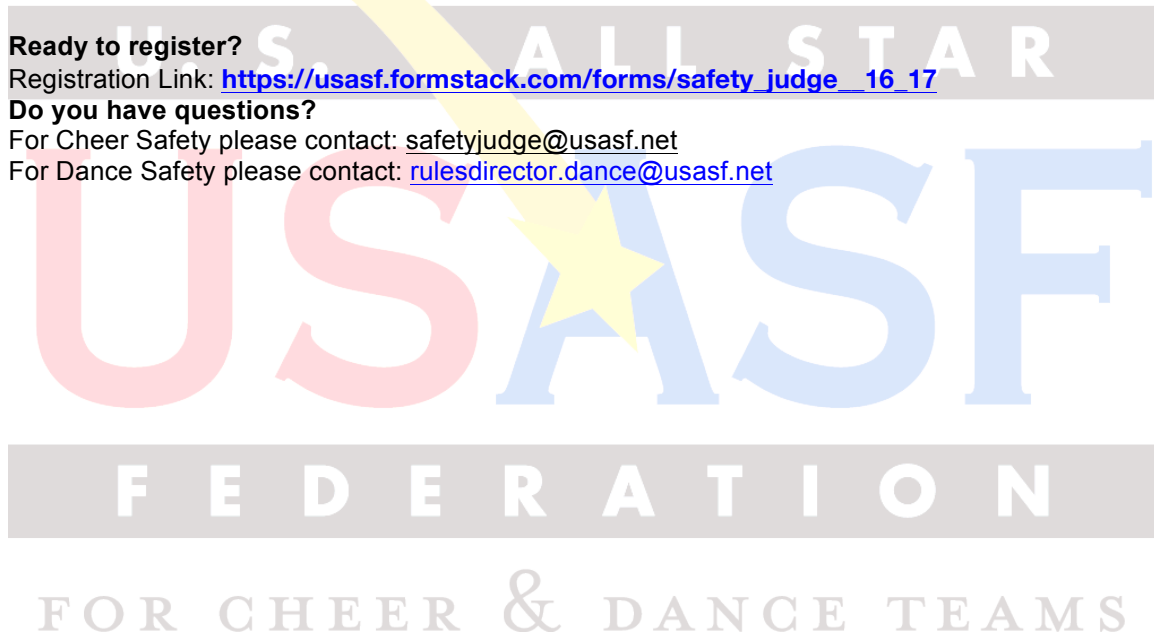 U. S. ALL STAR
Ready to register?
Registration Link: https://usasf.formstack.com/forms/safety_judge__16_17
Do you have questions?
For Cheer Safety please contact: safetyjudge@usasf.net
For Dance Safety please contact: rulesdirector.dance@usasf.net
USASF
FEDERATION
FOR CHEER & DANCE TEAMS